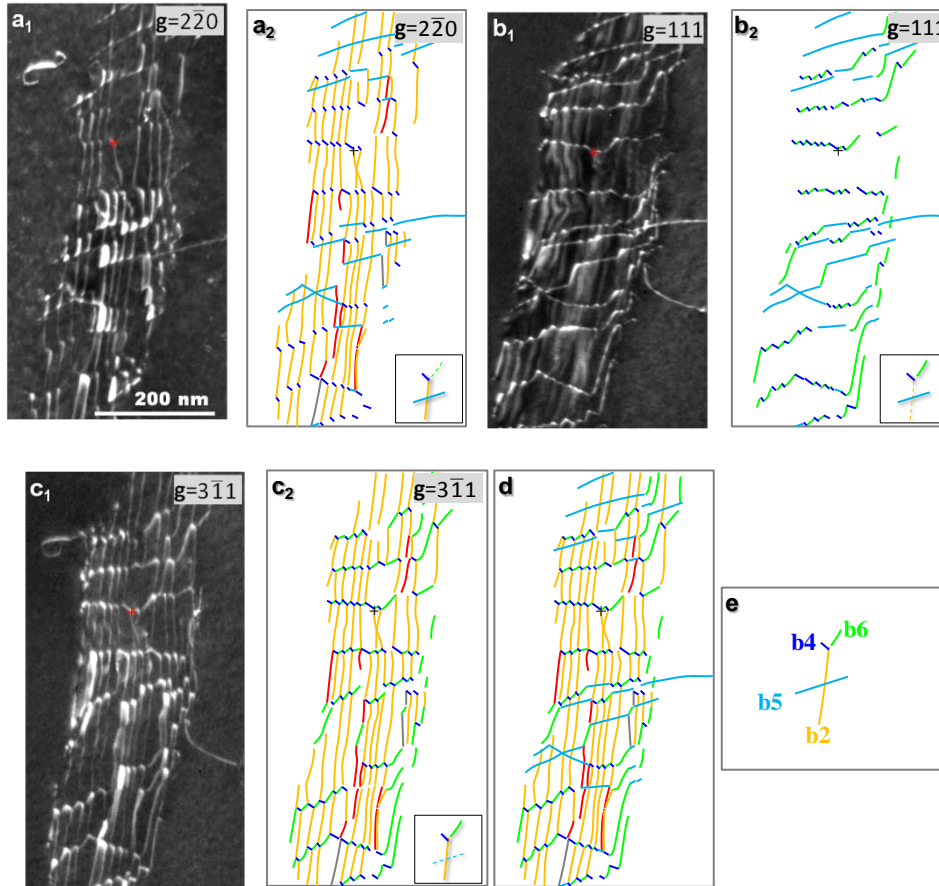 a₁
g=22̅0
a₂
g=22̅0
b₁
g=111
b₂
g=111
200 nm
c₁
g=31̅1
c₂
g=31̅1
d
e
b4
b6
b5
b2